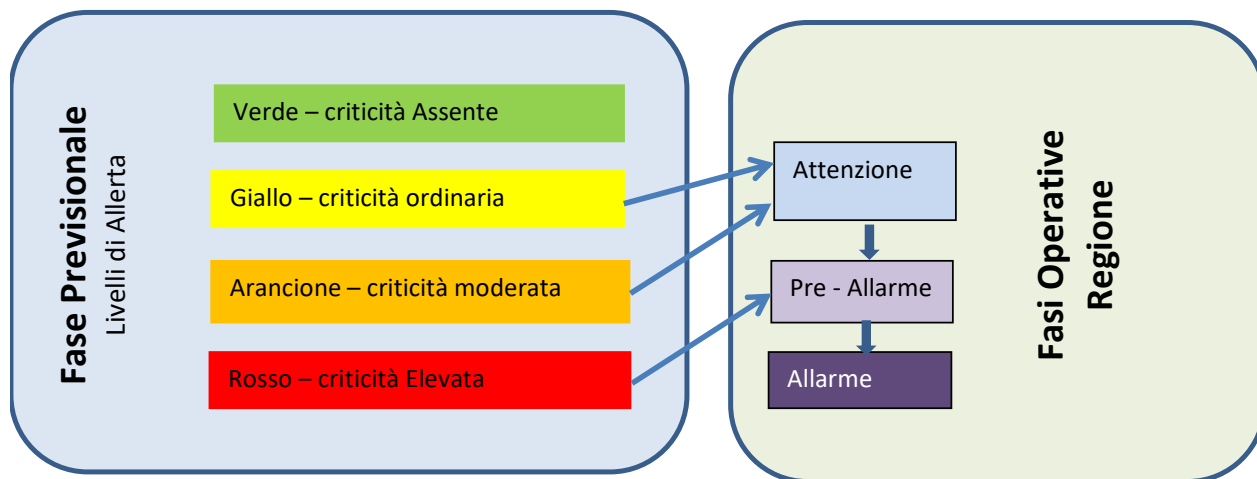 Fase Previsionale
Livelli di Allerta
Verde – criticità Assente
Giallo – criticità ordinaria
Arancione – criticità moderata
Rosso – criticità Elevata
Attenzione
Pre - Allarme
Allarme
Fasi Operative
Regione